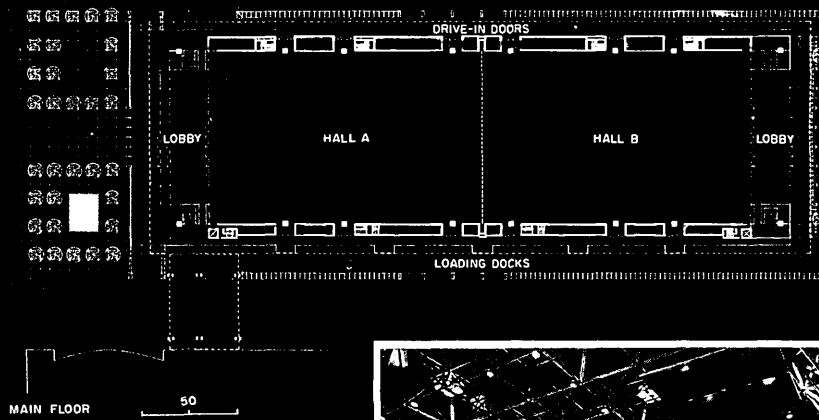 DRIVE-IN DOORS
LOBBY
HALL A
HALL B
LOBBY
LOADING DOCKS
MAIN FLOOR
50